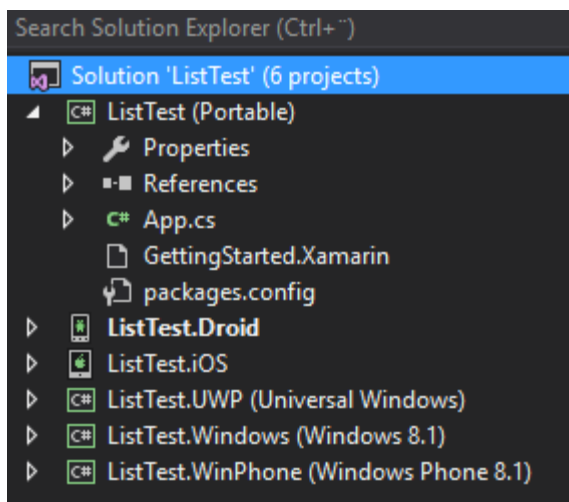 Search Solution Explorer (Ctrl+¨)
Solution 'ListTest' (6 projects)
C# ListTest (Portable)
Properties
References
C# App.cs
GettingStarted.Xamarin
packages.config
ListTest.Droid
ListTest.iOS
C# ListTest.UWP (Universal Windows)
C# ListTest.Windows (Windows 8.1)
C# ListTest.WinPhone (Windows Phone 8.1)